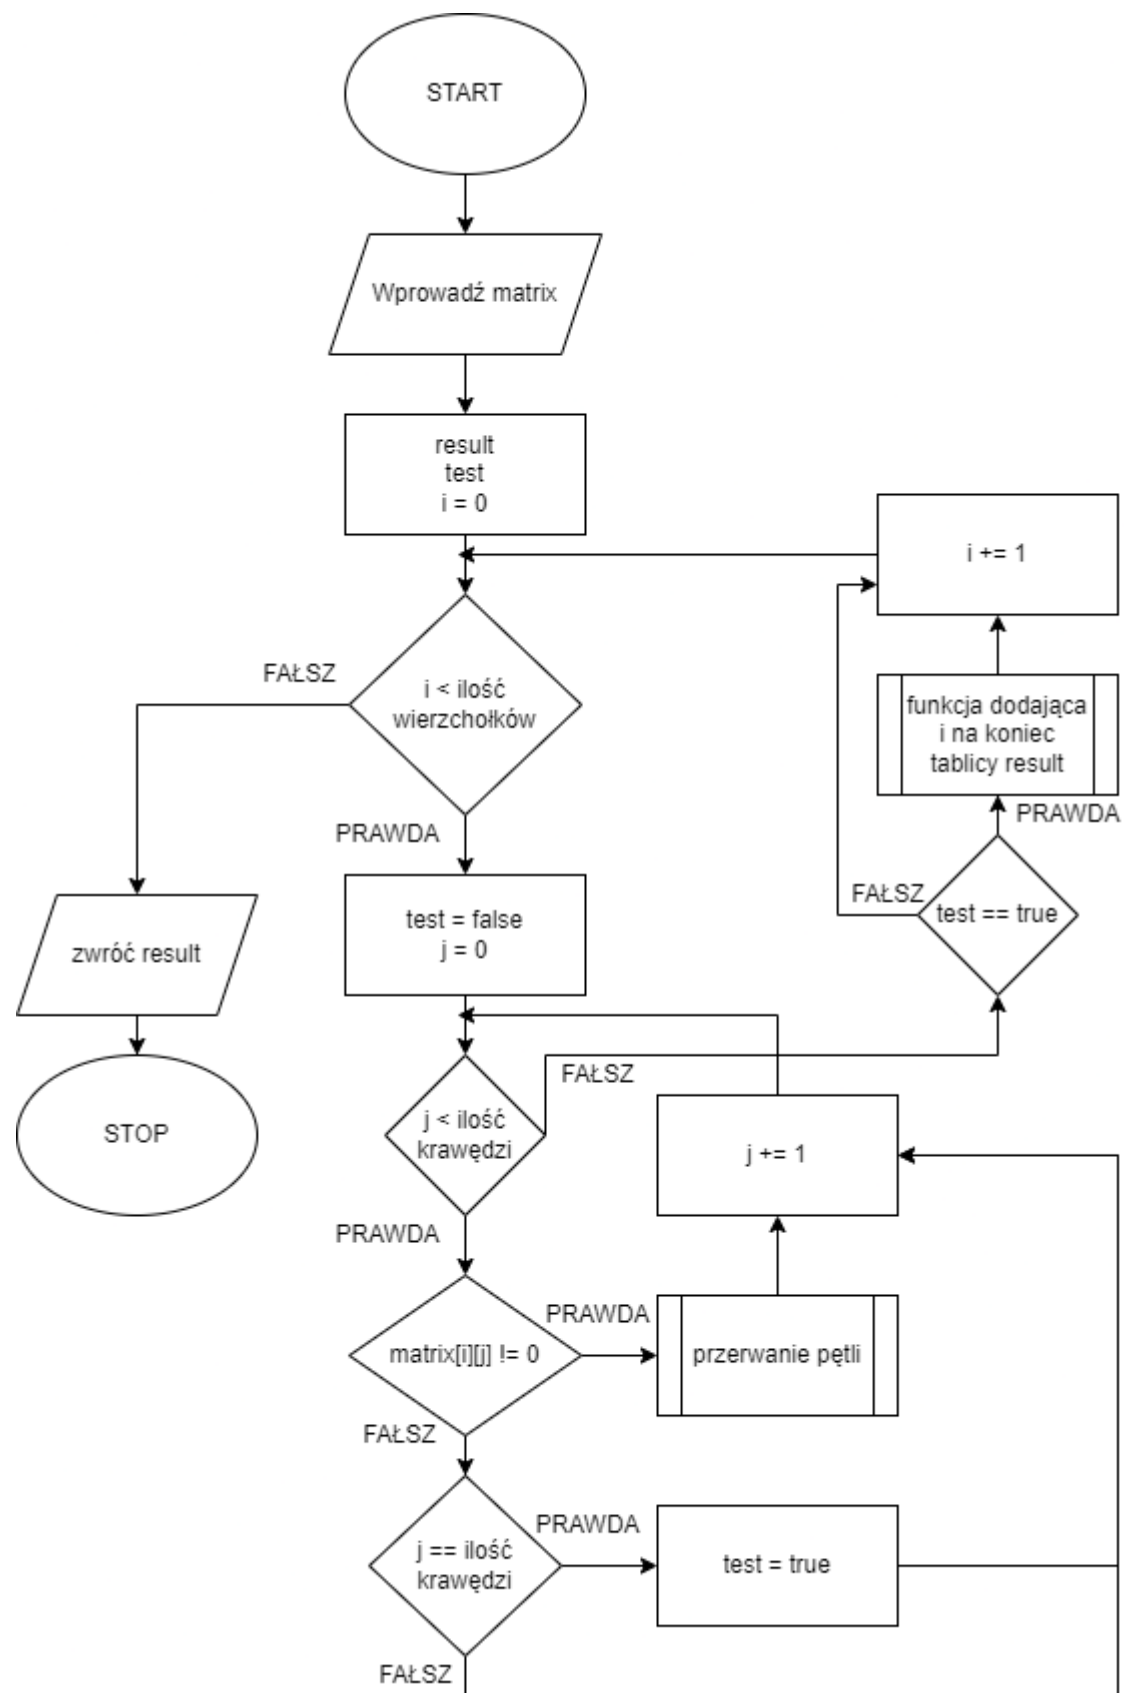 START
Wprowadź matrix
result
test
i = 0
i += 1
FAŁSZ
i < ilość
wierzchołków
funkcja dodająca
i na koniec
tablicy result
PRAWDA
PRAWDA
FAŁSZ
test == true
test = false
j = 0
zwróć result
FAŁSZ
STOP
j < ilość
krawędzi
j += 1
PRAWDA
PRAWDA
matrix[i][j] != 0
przerwanie pętli
FAŁSZ
PRAWDA
j == ilość
krawędzi
test = true
FAŁSZ